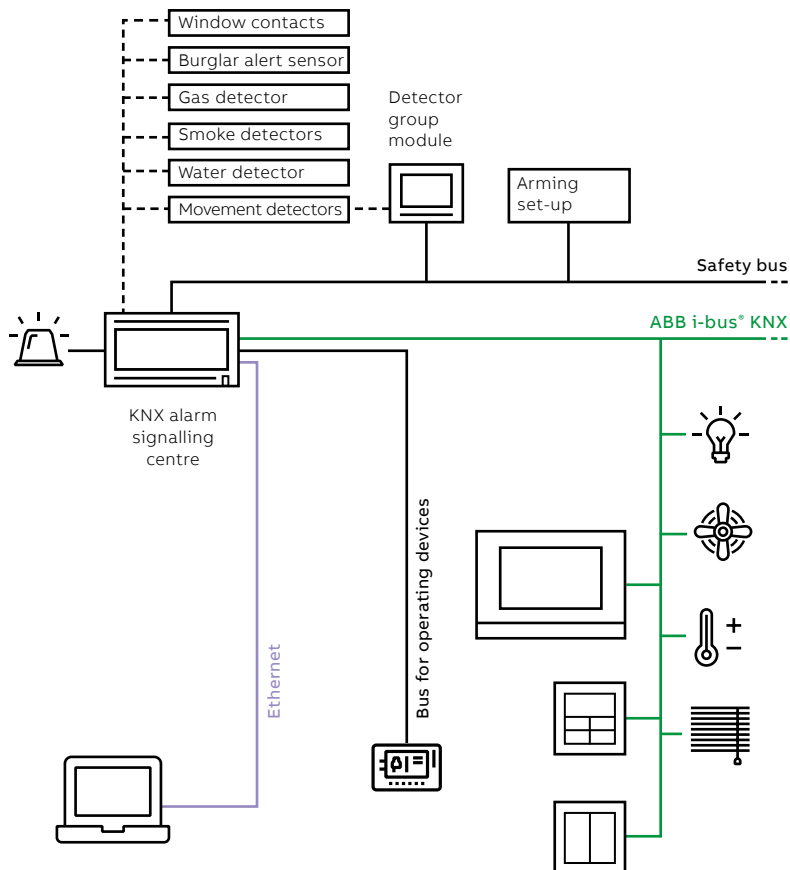 Window contacts
Burglar alert sensor
Gas detector
Smoke detectors
Water detector
Movement detectors
Detector
group
module
Arming
set-up
Safety bus
ABB i-bus® KNX
KNX alarm
signalling
centre
Ethernet
Bus for operating devices